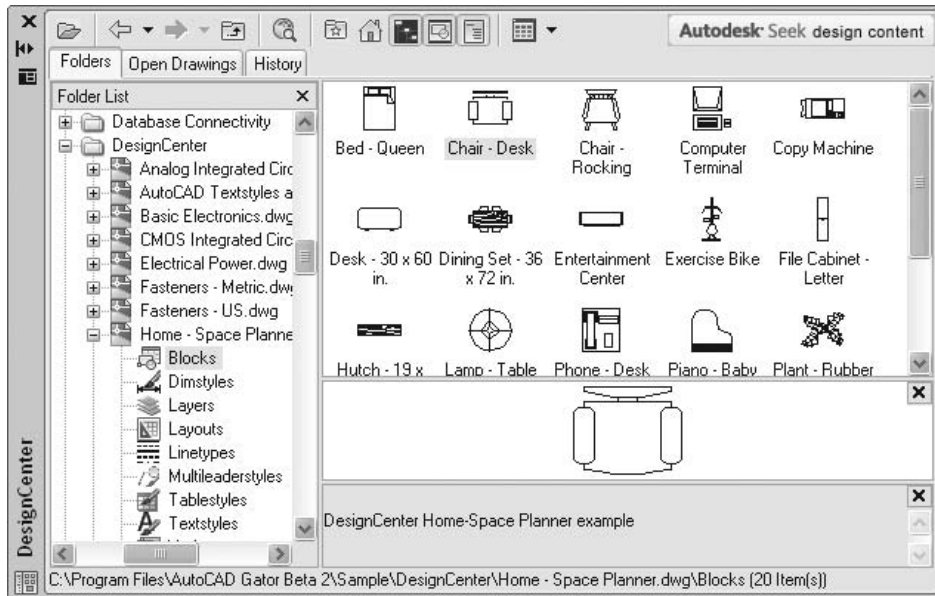 Autodesk® Seek design content
Folders
Open Drawings
History
Folder List
Database Connectivity
DesignCenter
Analog Integrated Circ
AutoCAD Textstyles a
Basic Electronics.dwg
CMOS Integrated Circ
Electrical Power.dwg
Fasteners - Metric.dw
Fasteners - US.dwg
Home - Space Planne
Blocks
Dimstyles
Layers
Layouts
Linetypes
Multileaderstyles
Tablestyles
Textstyles
Bed - Queen
Chair - Desk
Chair -
Rocking
Computer
Terminal
Copy Machine
Desk - 30 x 60
in.
Dining Set - 36
x 72 in.
Entertainment
Center
Exercise Bike
File Cabinet -
Letter
Hutch - 19 x
Lamp - Table
Phone - Desk
Piano - Baby
Plant - Rubber
DesignCenter Home-Space Planner example
DesignCenter
C:\Program Files\AutoCAD Gator Beta 2\Sample\DesignCenter\Home - Space Planner.dwg\Blocks (20 Item(s))